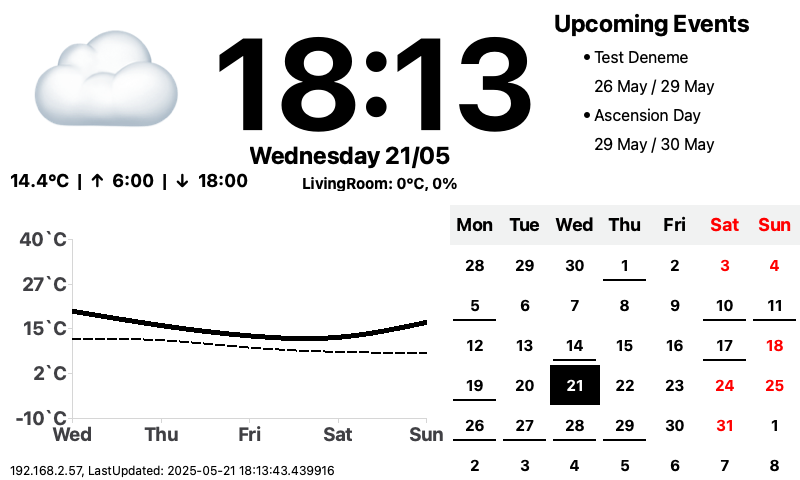 18:13
Wednesday 21/05
14.4°C | ↑ 6:00 | ↓ 18:00
LivingRoom: 0°C, 0%
Upcoming Events
• Test Deneme
26 May / 29 May
• Ascension Day
29 May / 30 May
40`C
27`C
15`C
2`C
-10`C
Wed Thu Fri Sat Sun
192.168.2.57, LastUpdated: 2025-05-21 18:13:43.439916
Mon Tue Wed Thu Fri Sat Sun
28 29 30 1 2 3 4
5 6 7 8 9 10 11
12 13 14 15 16 17 18
19 20 21 22 23 24 25
26 27 28 29 30 31 1
2 3 4 5 6 7 8